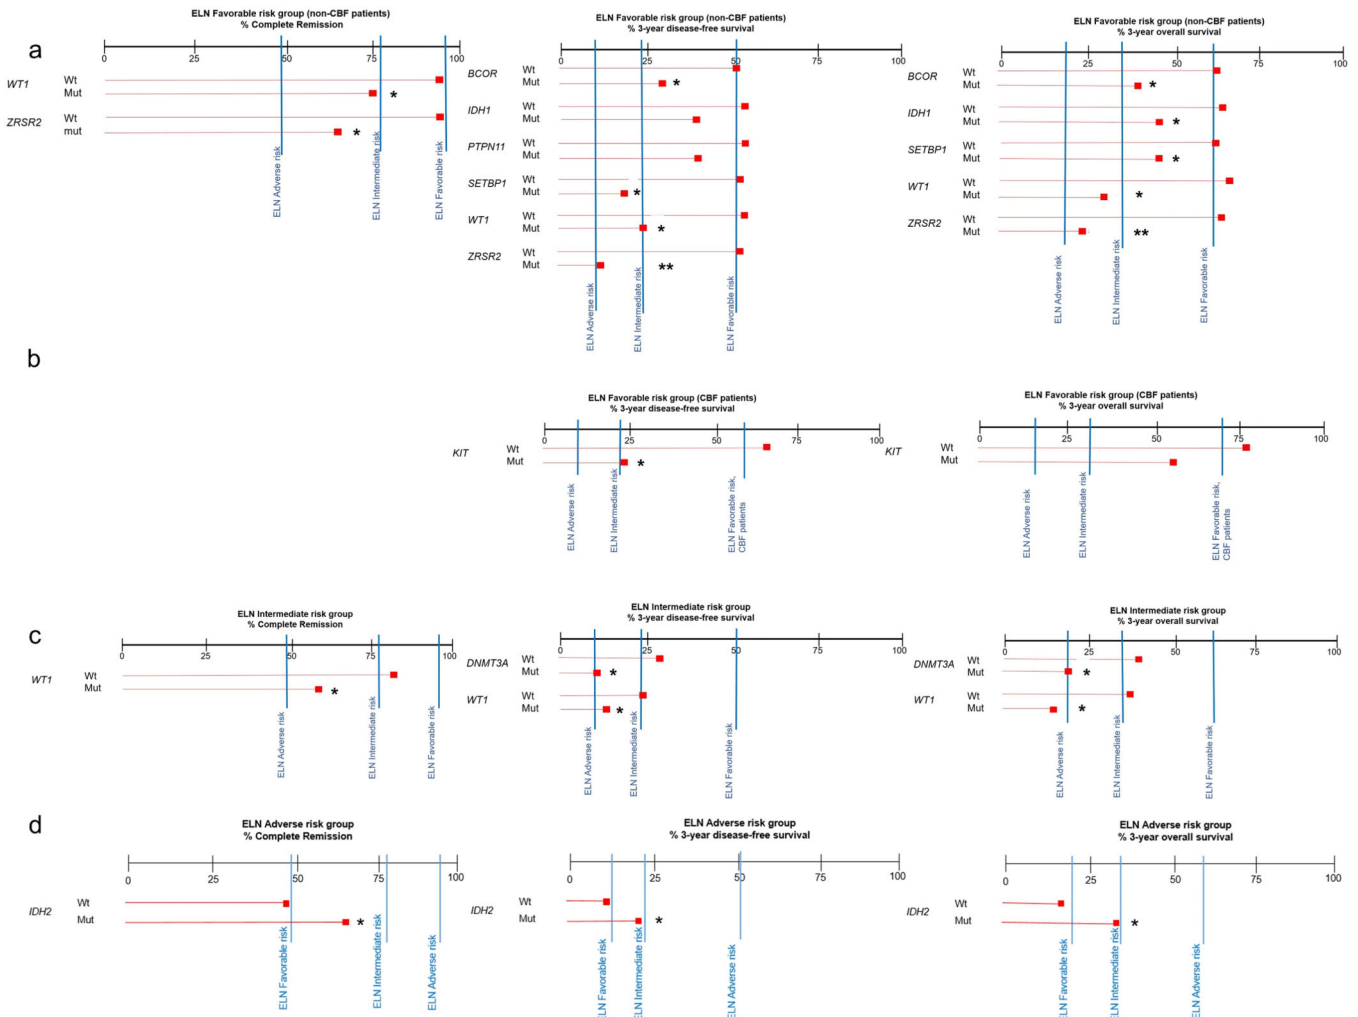 a
ELN Favorable risk group (non-CBF patients)
% Complete Remission
0 25 50 75 100
WT1 Wt
Mut *
ZRSR2 Wt
mut *
ELN Adverse risk
ELN Intermediate risk
ELN Favorable risk
ELN Favorable risk group (non-CBF patients)
% 3-year disease-free survival
0 25 50 75 100
BCOR Wt
Mut *
IDH1 Wt
Mut
PTPN11 Wt
Mut
SETBP1 Wt
Mut *
WT1 Wt
Mut *
ZRSR2 Wt
Mut **
ELN Adverse risk
ELN Intermediate risk
ELN Favorable risk
ELN Favorable risk group (non-CBF patients)
% 3-year overall survival
0 25 50 75 100
BCOR Wt
Mut *
IDH1 Wt
Mut *
SETBP1 Wt
Mut *
WT1 Wt
Mut *
ZRSR2 Wt
Mut **
ELN Adverse risk
ELN Intermediate risk
ELN Favorable risk
b
ELN Favorable risk group (CBF patients)
% 3-year disease-free survival
0 25 50 75 100
KIT Wt
Mut *
ELN Adverse risk
ELN Intermediate risk
ELN Favorable risk,
CBF patients
ELN Favorable risk group (CBF patients)
% 3-year overall survival
0 25 50 75 100
KIT Wt
Mut
ELN Adverse risk
ELN Intermediate risk
ELN Favorable risk,
CBF patients
c
ELN Intermediate risk group
% Complete Remission
0 25 50 75 100
WT1 Wt
Mut *
ELN Adverse risk
ELN Intermediate risk
ELN Favorable risk
ELN Intermediate risk group
% 3-year disease-free survival
0 25 50 75 100
DNMT3A Wt
Mut *
WT1 Wt
Mut *
ELN Adverse risk
ELN Intermediate risk
ELN Favorable risk
ELN Intermediate risk group
% 3-year overall survival
0 25 50 75 100
DNMT3A Wt
Mut *
WT1 Wt
Mut *
ELN Adverse risk
ELN Intermediate risk
ELN Favorable risk
d
ELN Adverse risk group
% Complete Remission
0 25 50 75 100
IDH2 Wt
Mut *
ELN Favorable risk
ELN Intermediate risk
ELN Adverse risk
ELN Adverse risk group
% 3-year disease-free survival
0 25 50 75 100
IDH2 Wt
Mut *
ELN Favorable risk
ELN Intermediate risk
ELN Adverse risk
ELN Adverse risk group
% 3-year overall survival
0 25 50 75 100
IDH2 Wt
Mut *
ELN Favorable risk
ELN Intermediate risk
ELN Adverse risk